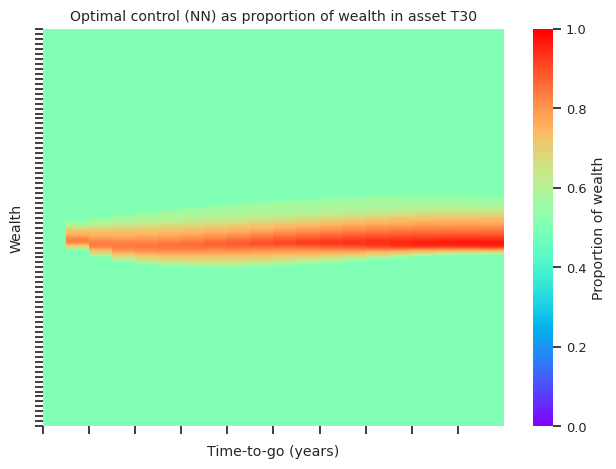 Optimal control (NN) as proportion of wealth in asset T30
Wealth
Time-to-go (years)
1.0
0.8
0.6
0.4
0.2
0.0
Proportion of wealth